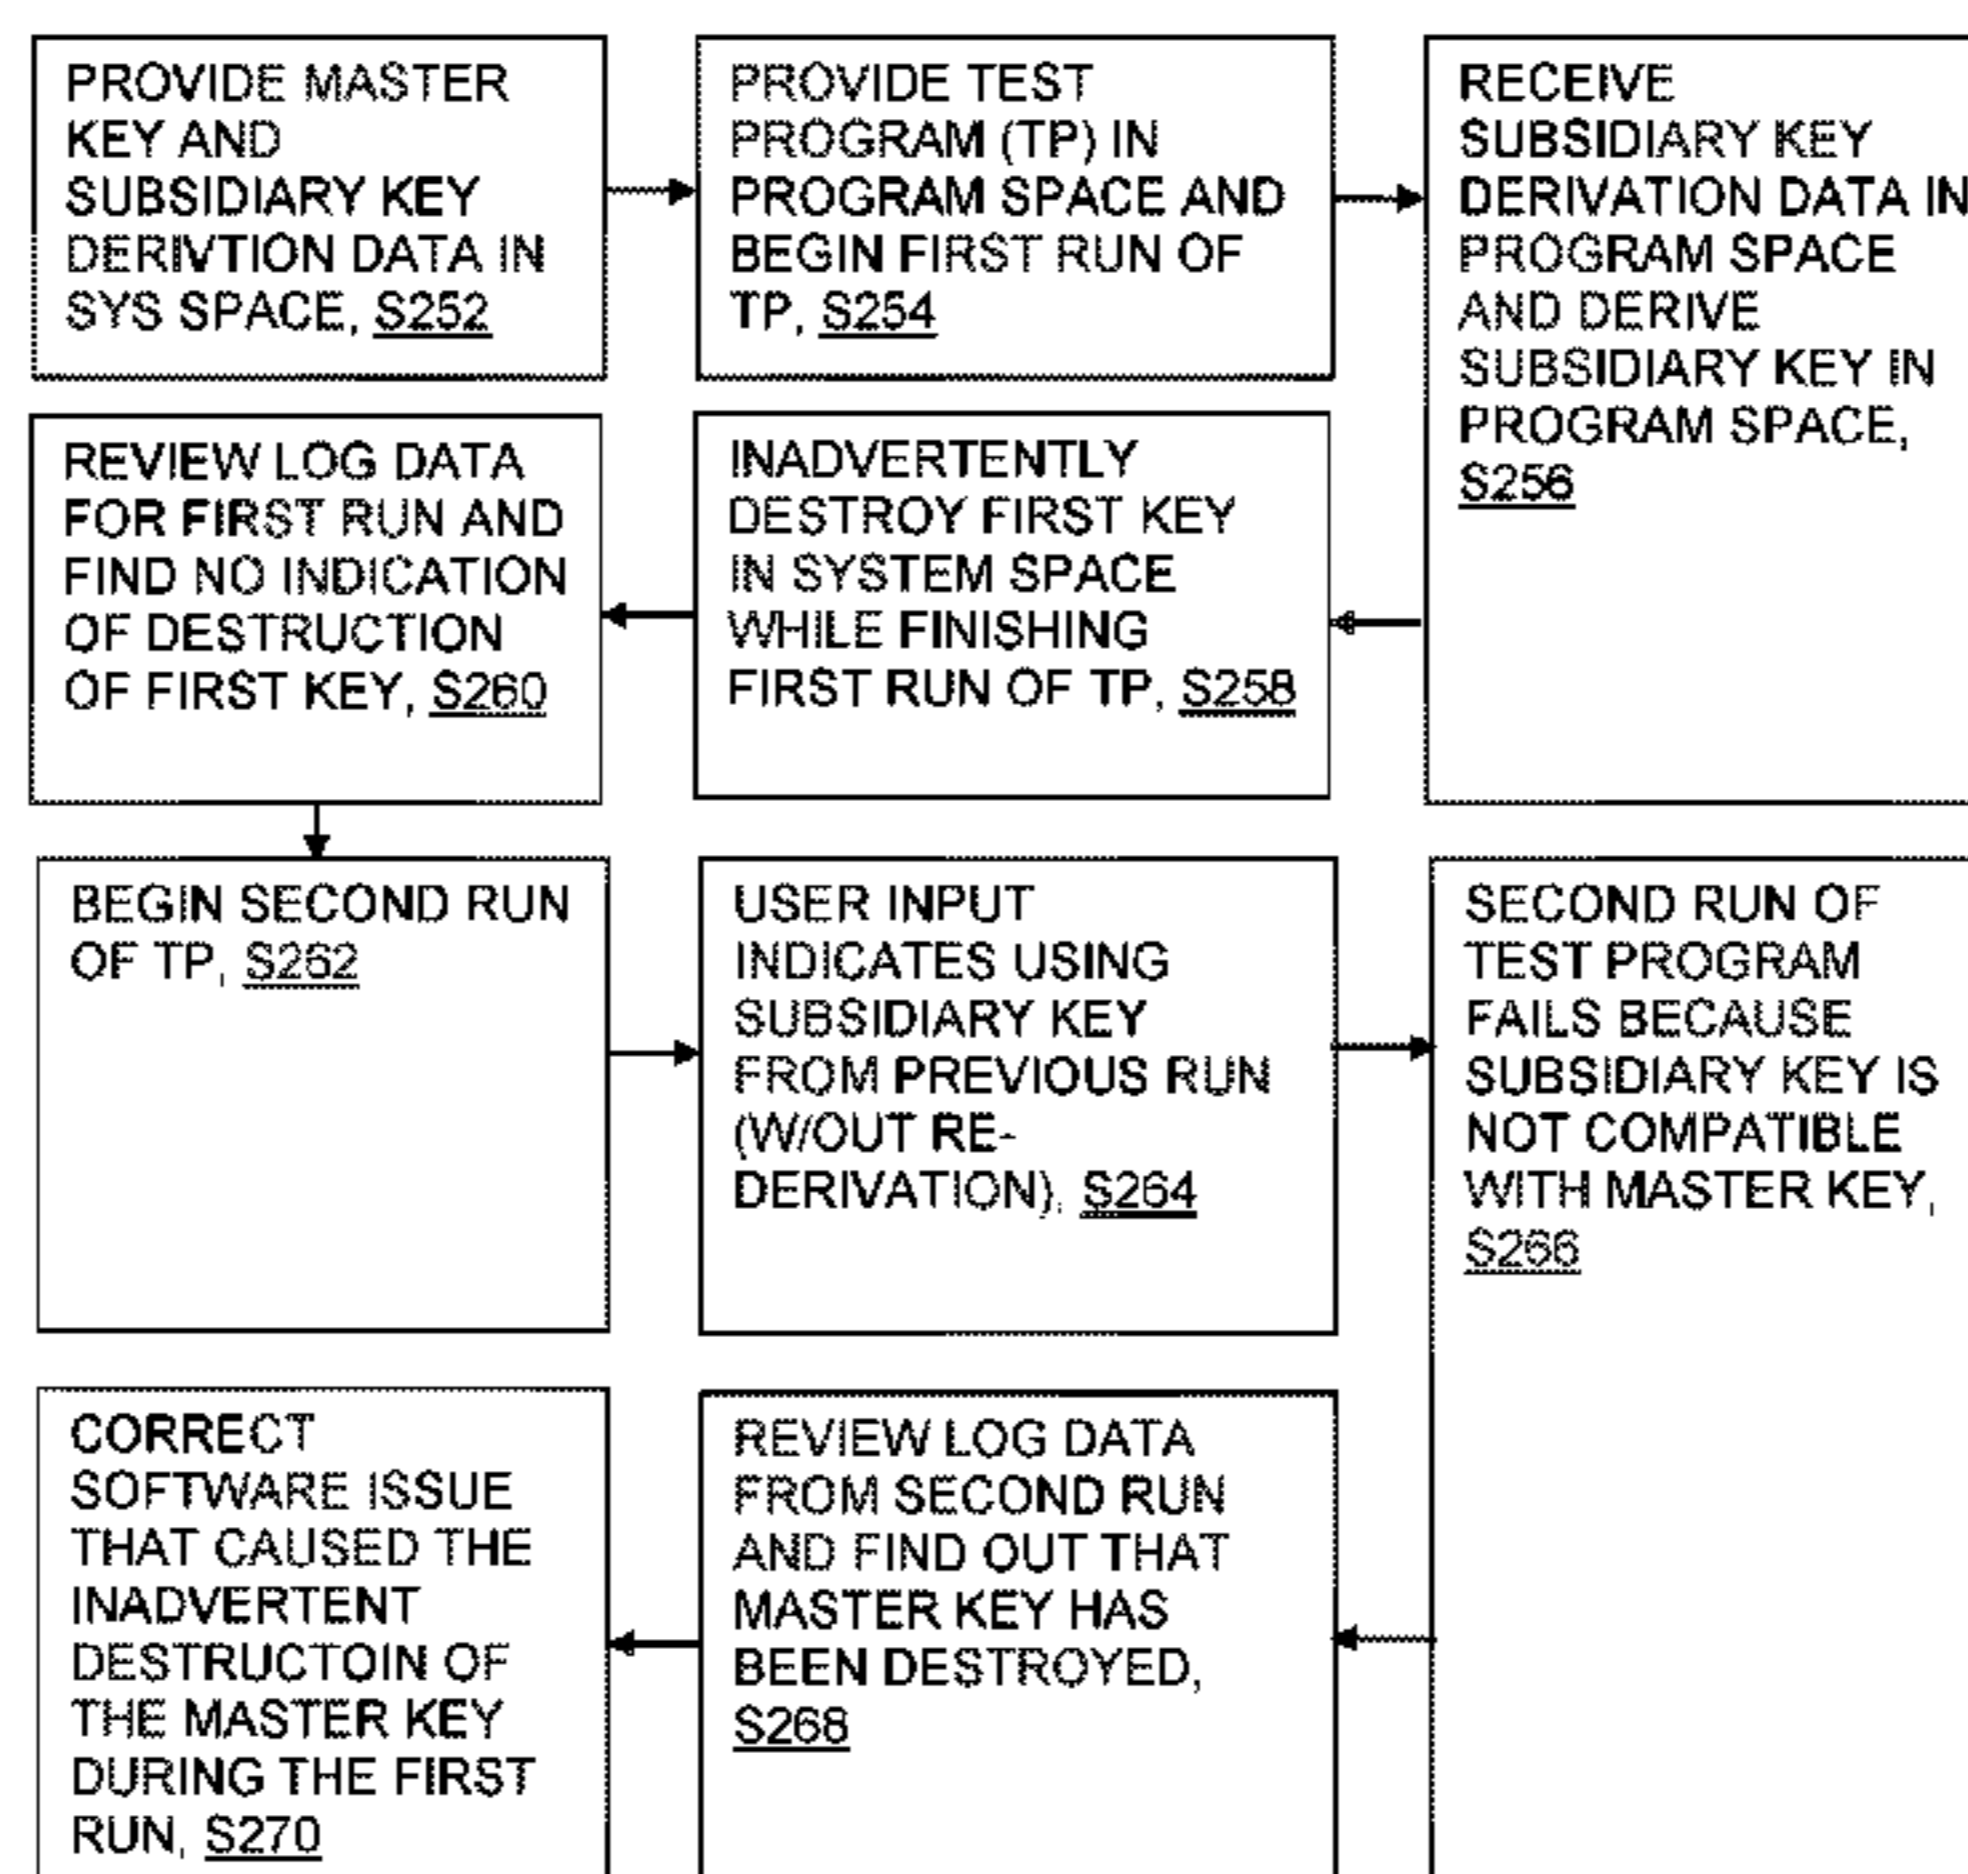 PROVIDE MASTER
KEY AND
SUBSIDIARY KEY
DERIVTION DATA IN
SYS SPACE, S252
PROVIDE TEST
PROGRAM (TP) IN
PROGRAM SPACE AND
BEGIN FIRST RUN OF
TP, S254
RECEIVE
SUBSIDIARY KEY
DERIVATION DATA IN
PROGRAM SPACE
AND DERIVE
SUBSIDIARY KEY IN
PROGRAM SPACE,
S256
INADVERTENTLY
DESTROY FIRST KEY
IN SYSTEM SPACE
WHILE FINISHING
FIRST RUN OF TP, S258
REVIEW LOG DATA
FOR FIRST RUN AND
FIND NO INDICATION
OF DESTRUCTION
OF FIRST KEY, S260
BEGIN SECOND RUN
OF TP, S262
USER INPUT
INDICATES USING
SUBSIDIARY KEY
FROM PREVIOUS RUN
(W/OUT RE-
DERIVATION), S264
SECOND RUN OF
TEST PROGRAM
FAILS BECAUSE
SUBSIDIARY KEY IS
NOT COMPATIBLE
WITH MASTER KEY,
S266
REVIEW LOG DATA
FROM SECOND RUN
AND FIND OUT THAT
MASTER KEY HAS
BEEN DESTROYED,
S268
CORRECT
SOFTWARE ISSUE
THAT CAUSED THE
INADVERTENT
DESTRUCTOIN OF
THE MASTER KEY
DURING THE FIRST
RUN, S270